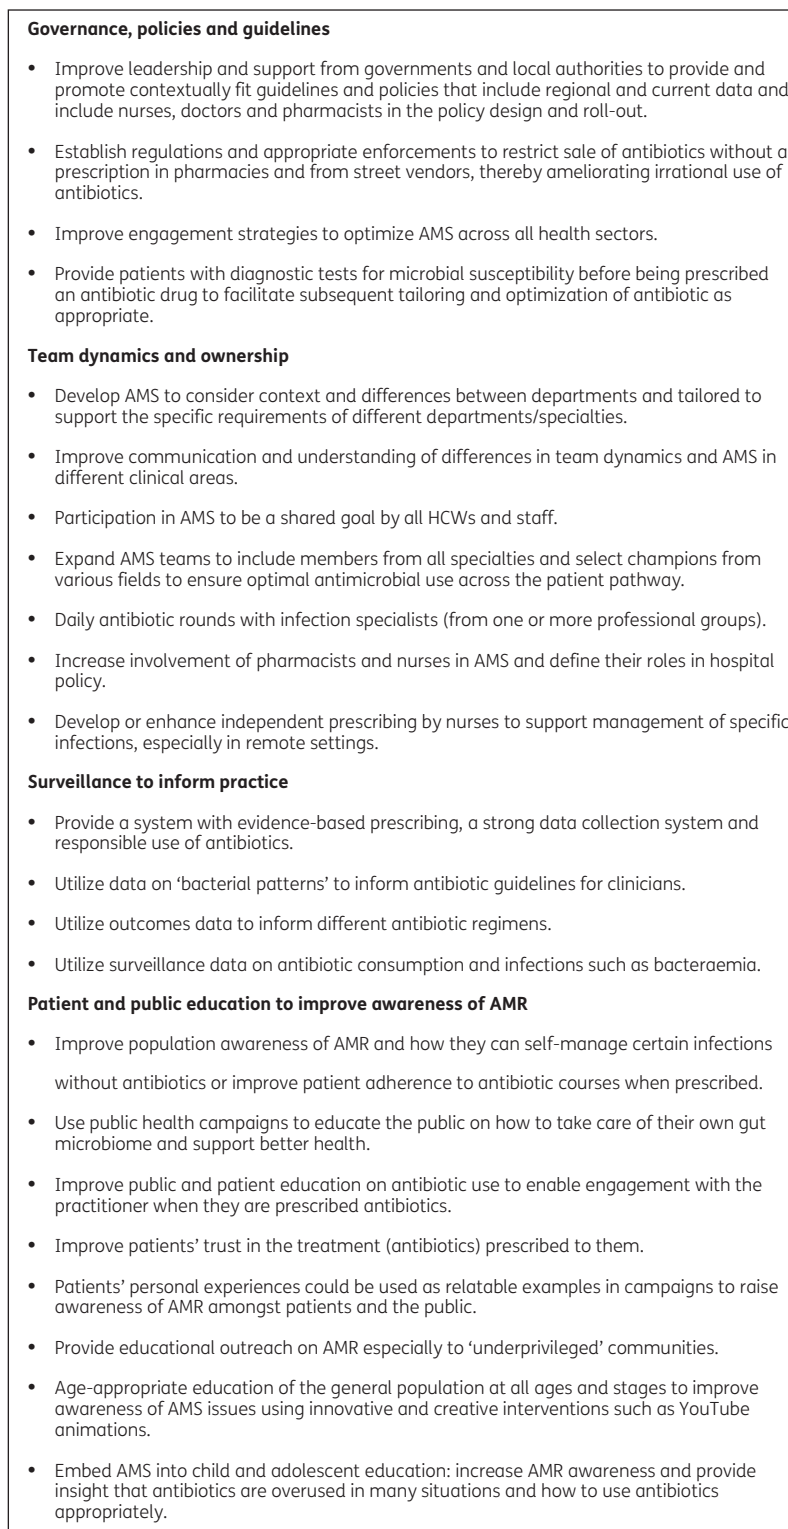 Governance, policies and guidelines
• Improve leadership and support from governments and local authorities to provide and
promote contextually fit guidelines and policies that include regional and current data and
include nurses, doctors and pharmacists in the policy design and roll-out.
• Establish regulations and appropriate enforcements to restrict sale of antibiotics without a
prescription in pharmacies and from street vendors, thereby ameliorating irrational use of
antibiotics.
• Improve engagement strategies to optimize AMS across all health sectors.
• Provide patients with diagnostic tests for microbial susceptibility before being prescribed
an antibiotic drug to facilitate subsequent tailoring and optimization of antibiotic as
appropriate.
Team dynamics and ownership
• Develop AMS to consider context and differences between departments and tailored to
support the specific requirements of different departments/specialties.
• Improve communication and understanding of differences in team dynamics and AMS in
different clinical areas.
• Participation in AMS to be a shared goal by all HCWs and staff.
• Expand AMS teams to include members from all specialties and select champions from
various fields to ensure optimal antimicrobial use across the patient pathway.
• Daily antibiotic rounds with infection specialists (from one or more professional groups).
• Increase involvement of pharmacists and nurses in AMS and define their roles in hospital
policy.
• Develop or enhance independent prescribing by nurses to support management of specific
infections, especially in remote settings.
Surveillance to inform practice
• Provide a system with evidence-based prescribing, a strong data collection system and
responsible use of antibiotics.
• Utilize data on ‘bacterial patterns’ to inform antibiotic guidelines for clinicians.
• Utilize outcomes data to inform different antibiotic regimens.
• Utilize surveillance data on antibiotic consumption and infections such as bacteraemia.
Patient and public education to improve awareness of AMR
• Improve population awareness of AMR and how they can self-manage certain infections
without antibiotics or improve patient adherence to antibiotic courses when prescribed.
• Use public health campaigns to educate the public on how to take care of their own gut
microbiome and support better health.
• Improve public and patient education on antibiotic use to enable engagement with the
practitioner when they are prescribed antibiotics.
• Improve patients’ trust in the treatment (antibiotics) prescribed to them.
• Patients’ personal experiences could be used as relatable examples in campaigns to raise
awareness of AMR amongst patients and the public.
• Provide educational outreach on AMR especially to ‘underprivileged’ communities.
• Age-appropriate education of the general population at all ages and stages to improve
awareness of AMS issues using innovative and creative interventions such as YouTube
animations.
• Embed AMS into child and adolescent education: increase AMR awareness and provide
insight that antibiotics are overused in many situations and how to use antibiotics
appropriately.